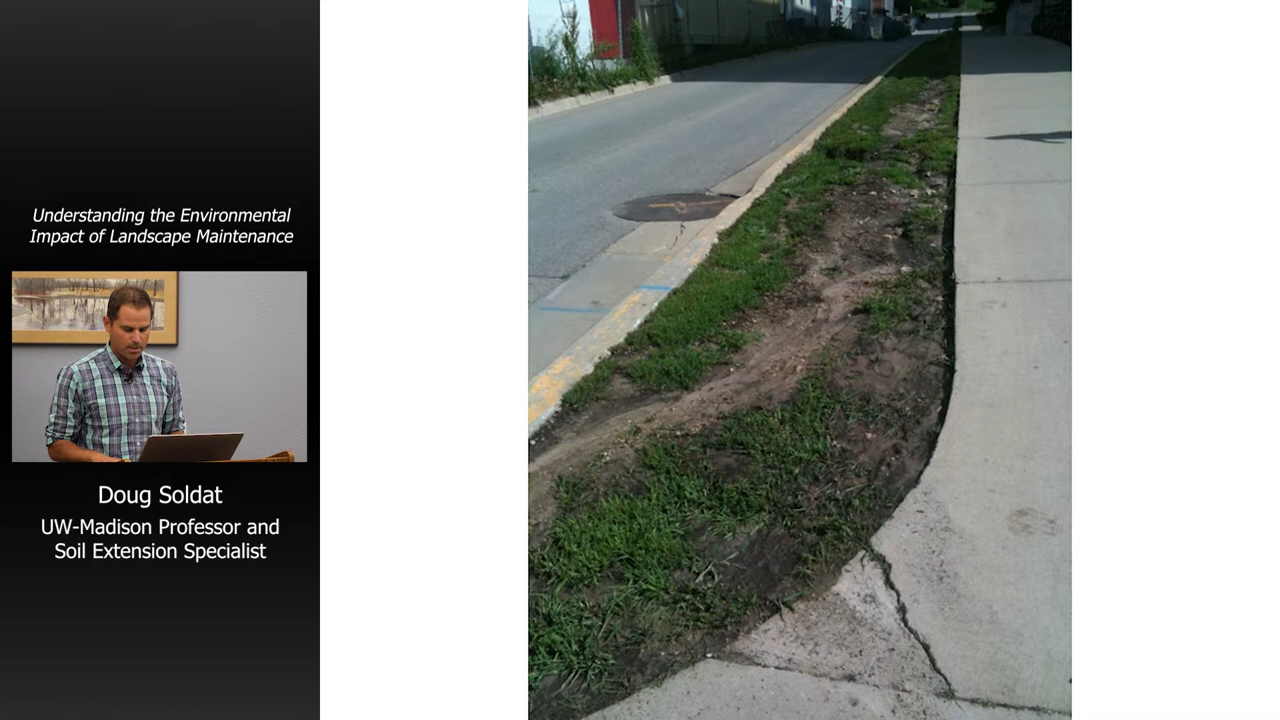 Understanding the Environmental
Impact of Landscape Maintenance
Doug Soldat
UW-Madison Professor and
Soil Extension Specialist